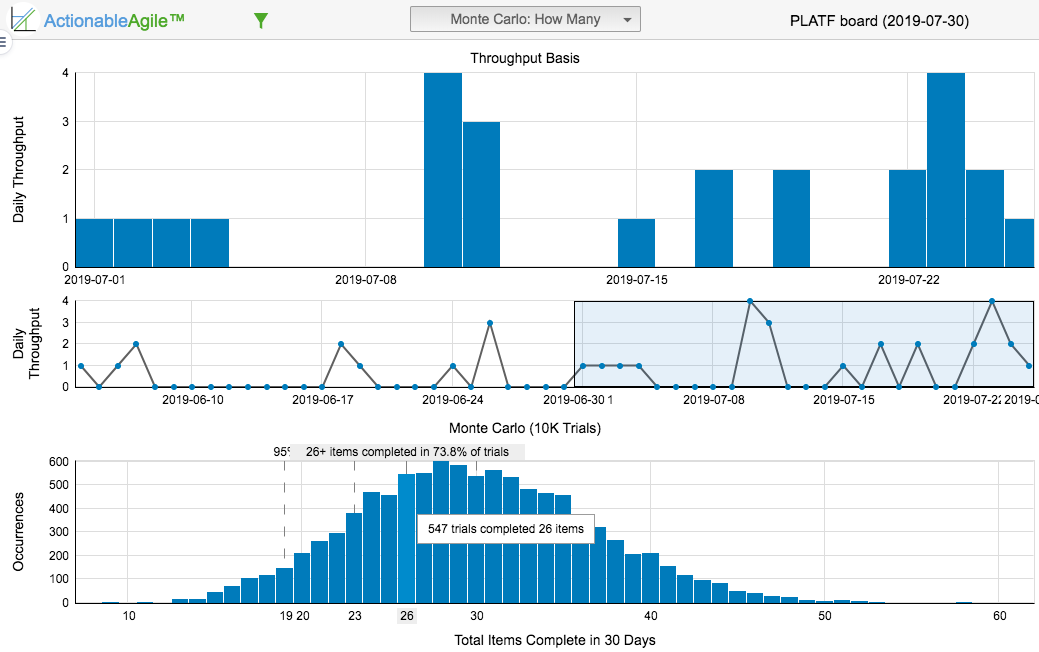 ActionableAgile™
Monte Carlo: How Many
PLATF board (2019-07-30)
Throughput Basis
Daily Throughput
4
3
2
1
0
2019-07-01 2019-07-08 2019-07-15 2019-07-22
Daily
Throughput
4
3
2
1
0
2019-06-10 2019-06-17 2019-06-24 2019-06-30 1 2019-07-08 2019-07-15 2019-07-22 2019-0
Monte Carlo (10K Trials)
95% 26+ items completed in 73.8% of trials
Occurrences
600
500
400
300
200
100
0
547 trials completed 26 items
10 19 20 23 26 30 40 50 60
Total Items Complete in 30 Days